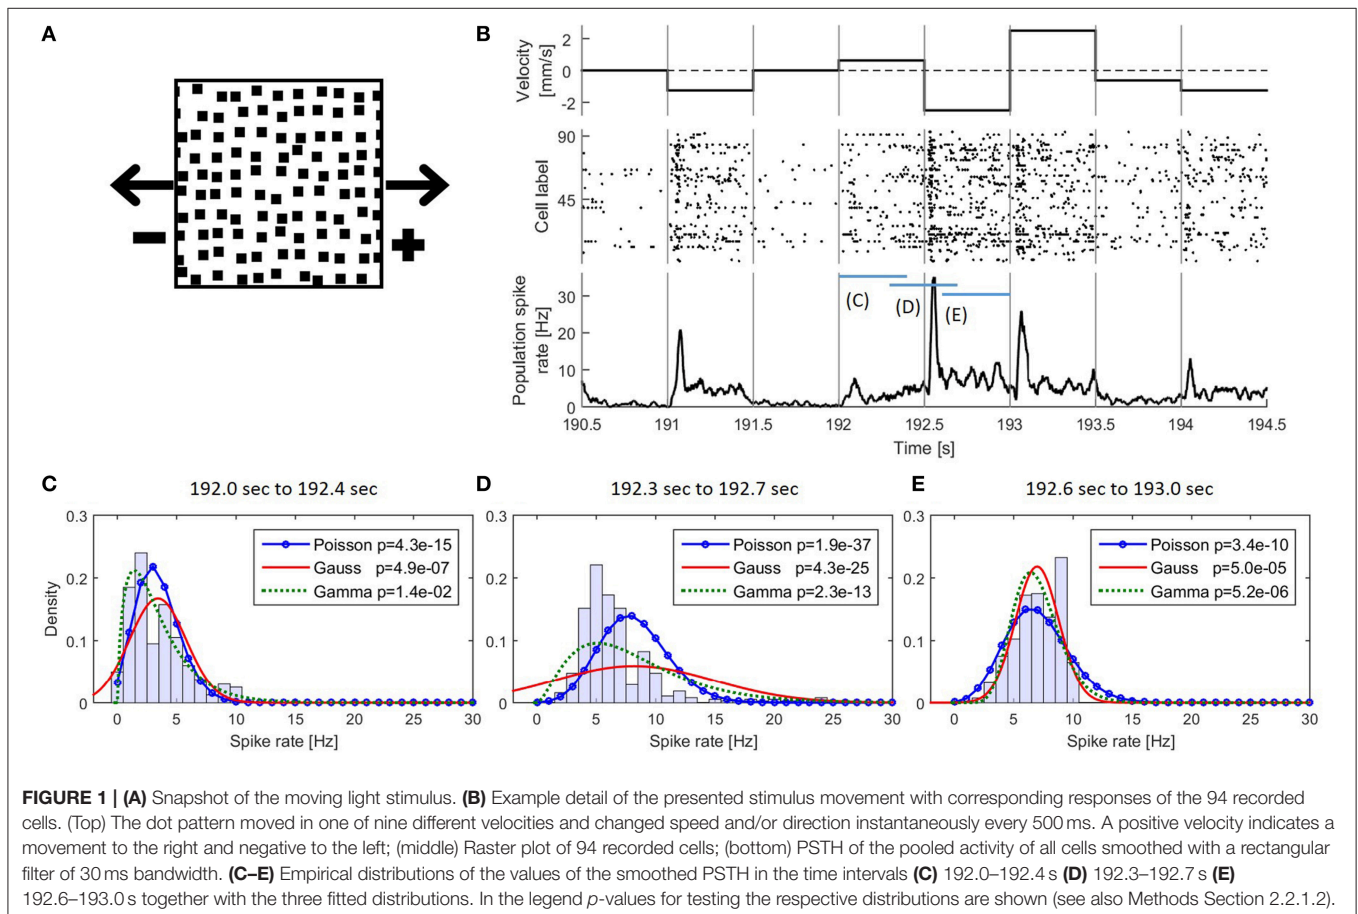 A
B
2
0
-2
Velocity
[mm/s]
90
45
Cell label
30
20
10
0
Population spike
rate [Hz]
(C)
(D)
(E)
190.5 191 191.5 192 192.5 193 193.5 194 194.5
Time [s]
C
192.0 sec to 192.4 sec
0.3
0.2
0.1
0
Density
Poisson p=4.3e-15
Gauss p=4.9e-07
Gamma p=1.4e-02
0 5 10 15 20 25 30
Spike rate [Hz]
D
192.3 sec to 192.7 sec
0.3
0.2
0.1
0
Poisson p=1.9e-37
Gauss p=4.3e-25
Gamma p=2.3e-13
0 5 10 15 20 25 30
Spike rate [Hz]
E
192.6 sec to 193.0 sec
0.3
0.2
0.1
0
Poisson p=3.4e-10
Gauss p=5.0e-05
Gamma p=5.2e-06
0 5 10 15 20 25 30
Spike rate [Hz]
FIGURE 1 | (A) Snapshot of the moving light stimulus. (B) Example detail of the presented stimulus movement with corresponding responses of the 94 recorded
cells. (Top) The dot pattern moved in one of nine different velocities and changed speed and/or direction instantaneously every 500 ms. A positive velocity indicates a
movement to the right and negative to the left; (middle) Raster plot of 94 recorded cells; (bottom) PSTH of the pooled activity of all cells smoothed with a rectangular
filter of 30 ms bandwidth. (C–E) Empirical distributions of the values of the smoothed PSTH in the time intervals (C) 192.0–192.4 s (D) 192.3–192.7 s (E)
192.6–193.0 s together with the three fitted distributions. In the legend p-values for testing the respective distributions are shown (see also Methods Section 2.2.1.2).